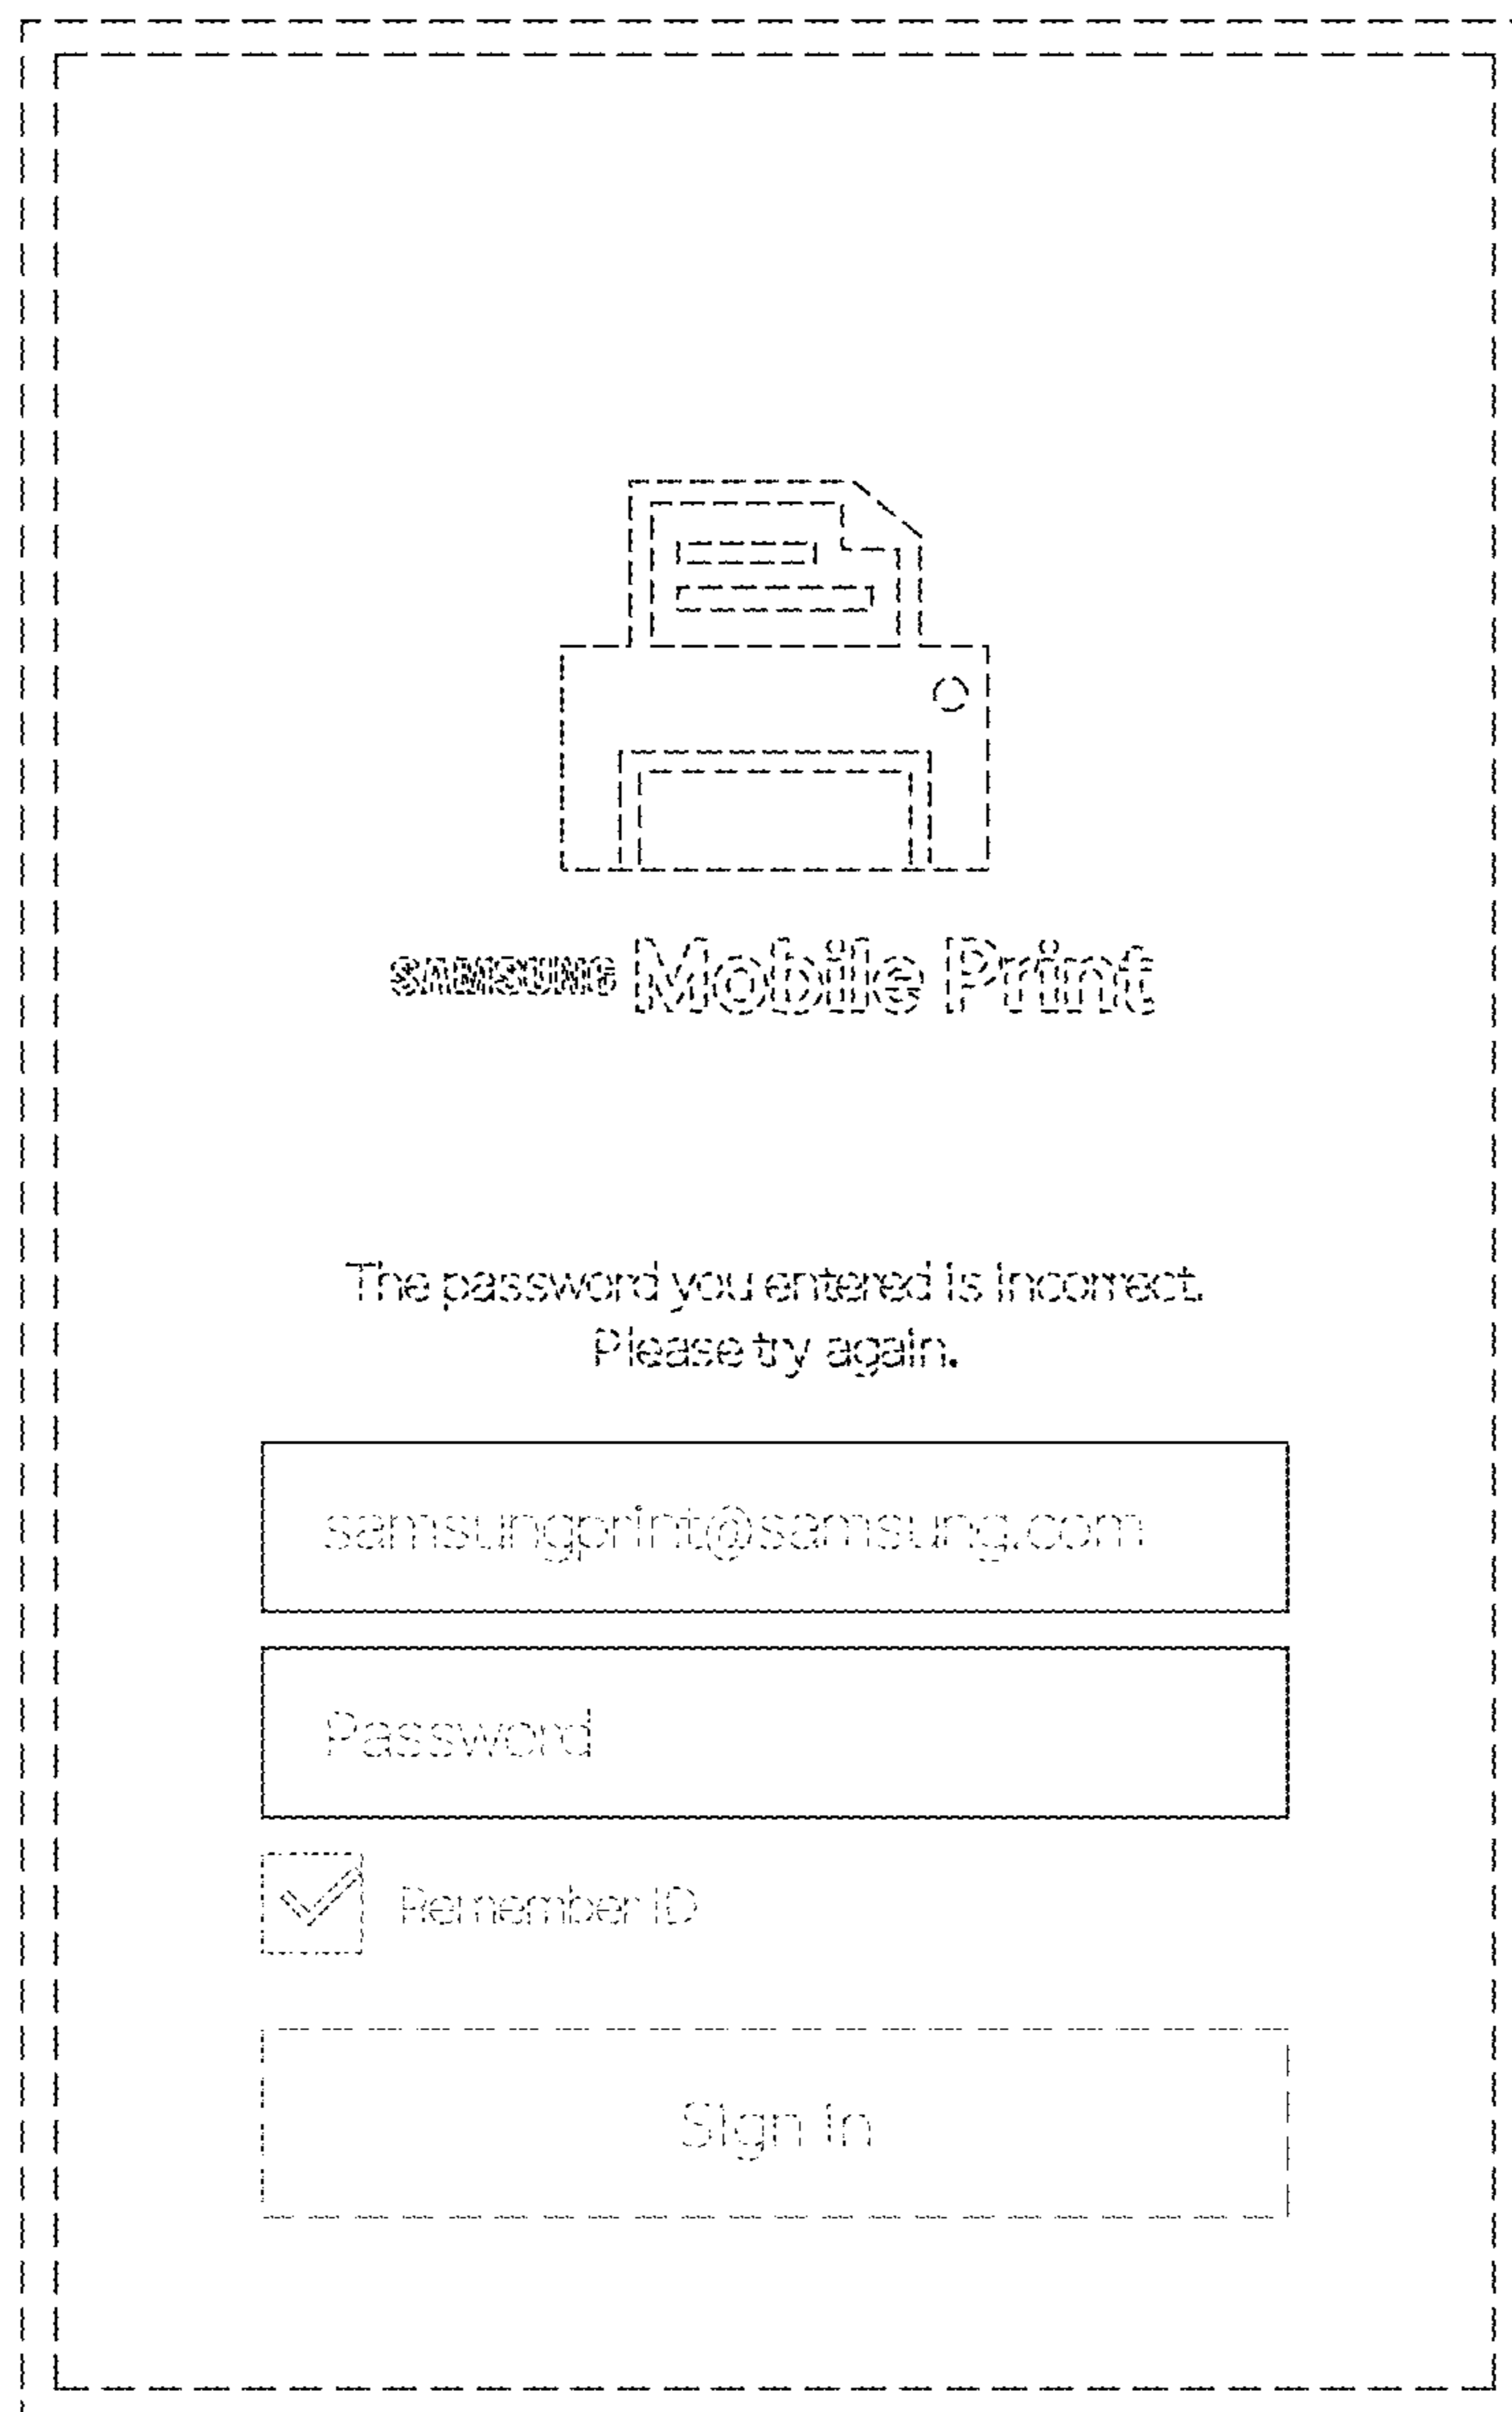 SAMSUNG Mobile Print
The password you entered is incorrect.
Please try again.
samsungprint@samsung.com
Password
Remember ID
Sign in